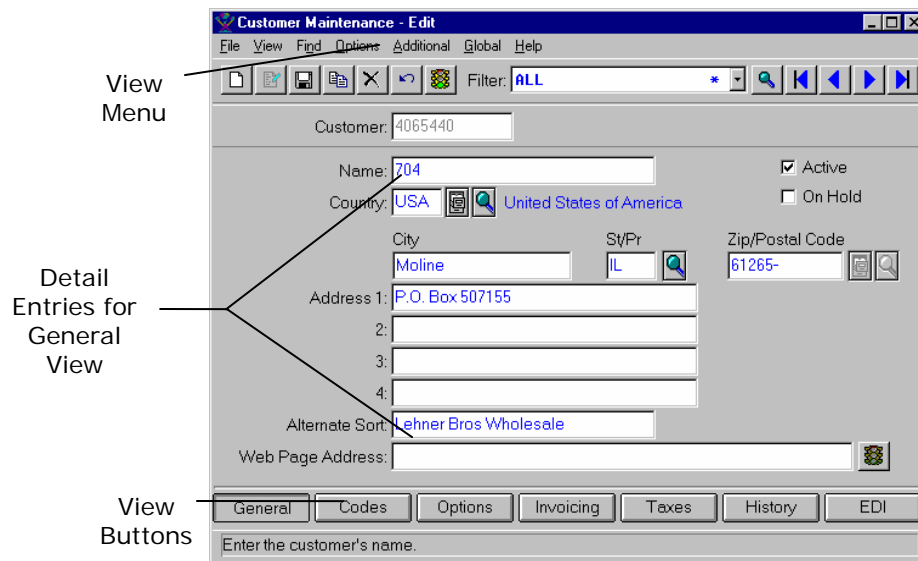 Customer Maintenance - Edit
File View Find Options Additional Global Help
View
Menu
Filter: ALL *
Customer: 4065440
Name: 704
Active
Country: USA United States of America
On Hold
City St/Pr Zip/Postal Code
Moline IL 61265-
Detail
Entries for
General
View
Address 1: P.O. Box 507155
2:
3:
4:
Alternate Sort: Lehner Bros Wholesale
Web Page Address:
View
Buttons
General Codes Options Invoicing Taxes History EDI
Enter the customer's name.